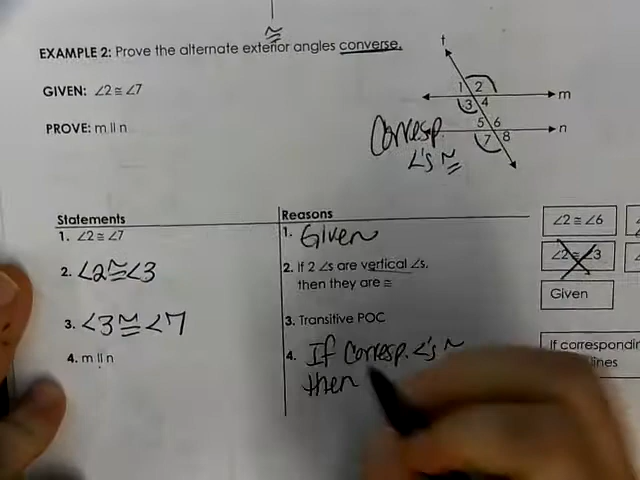 ≅
EXAMPLE 2: Prove the alternate exterior angles converse.
GIVEN: ∠2 ≅ ∠7
PROVE: m || n
t
1 2
3 4
m
5 6
n
7 8
Corresp
∠'s ≅
Statements Reasons
1. ∠2 ≅ ∠7 1. Given
2. ∠2 ≅ ∠3 2. If 2 ∠s are vertical ∠s,
then they are ≅
3. ∠3 ≅ ∠7 3. Transitive POC
4. m || n 4. If corresp. ∠'s ~
then
∠2 ≅ ∠6
∠2 ≅ ∠3
Given
If correspondin
lines